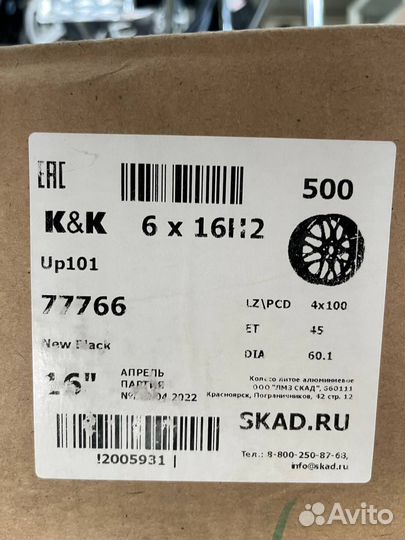 EAC
500
K&K 6 x 16H2
Up101
77766
LZ\PCD 4x100
New Black
ET 45
DIA 60.1
16"
АПРЕЛЬ
ПАРТИЯ
04.2022
Колесо литое алюминиевое
ООО "ЛМЗ СКАД", 660111
Красноярск, Пограничников, 42 стр. 12
SKAD.RU
!2005931 |
Тел.: 8-800-250-87-68,
info@skad.ru
Avito